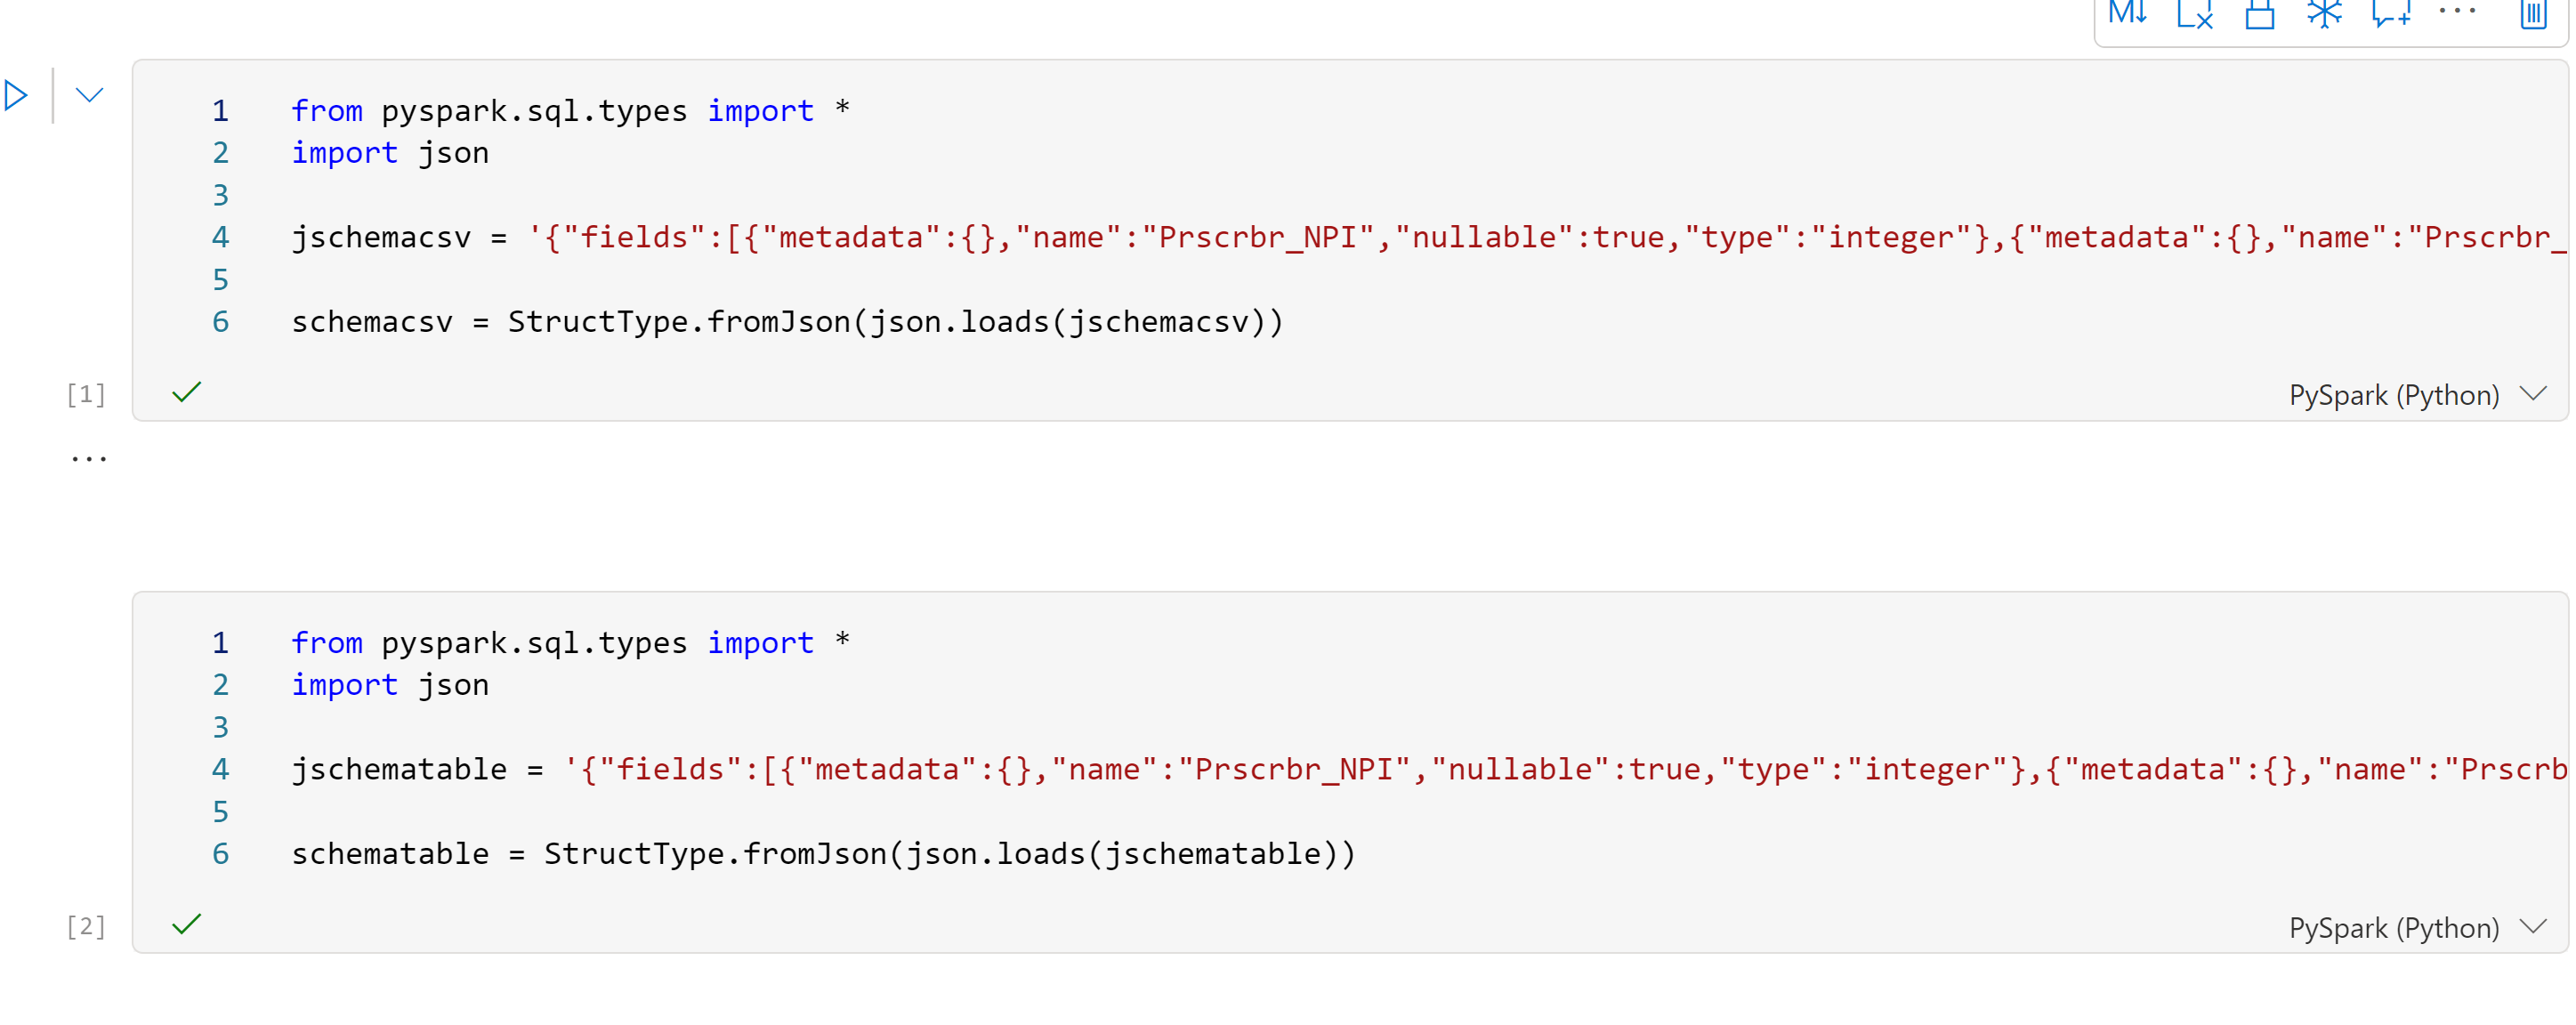 M↓
1 from pyspark.sql.types import *
2 import json
3
4 jschemacsv = '{"fields":[{"metadata":{},"name":"Prscrbr_NPI","nullable":true,"type":"integer"},{"metadata":{},"name":"Prscrbr_
5
6 schemacsv = StructType.fromJson(json.loads(jschemacsv))
[1] PySpark (Python)
1 from pyspark.sql.types import *
2 import json
3
4 jschematable = '{"fields":[{"metadata":{},"name":"Prscrbr_NPI","nullable":true,"type":"integer"},{"metadata":{},"name":"Prscrb
5
6 schematable = StructType.fromJson(json.loads(jschematable))
[2] PySpark (Python)